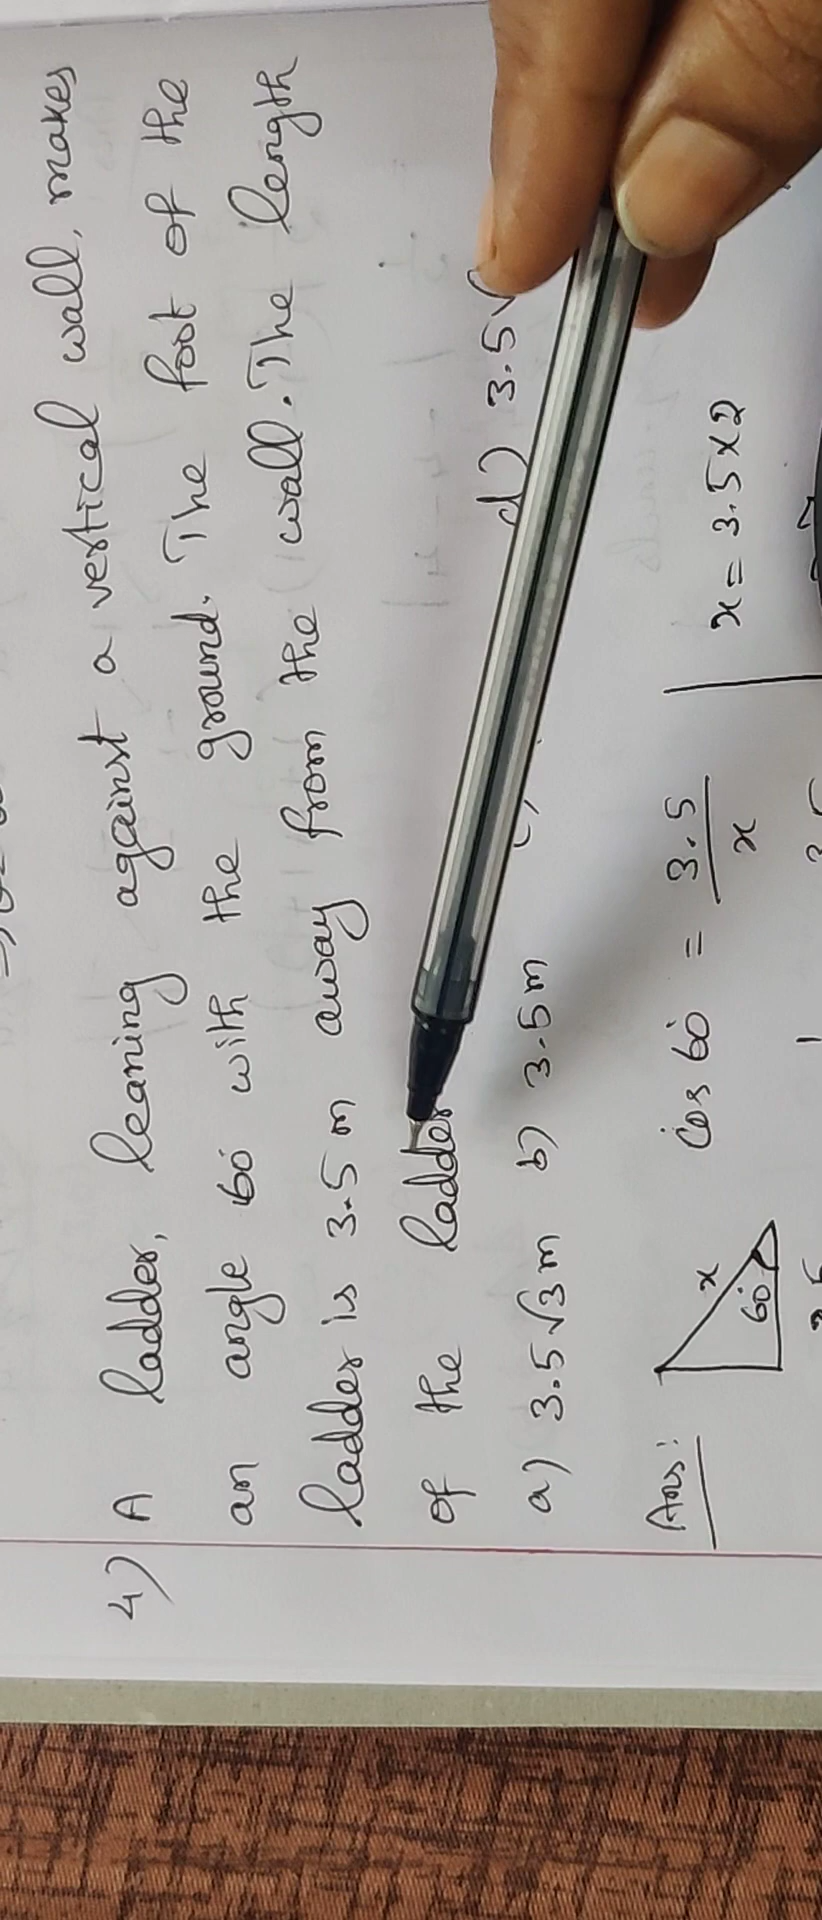 4) A ladder, leaning against a vertical wall, makes
an angle 60° with the ground. The foot of the
ladder is 3.5 m away from the wall. The length
of the ladder
a) 3.5√3 m b) 3.5 m d) 3.5√
Ans: x 60° cos 60° = 3.5/x x = 3.5 × 2